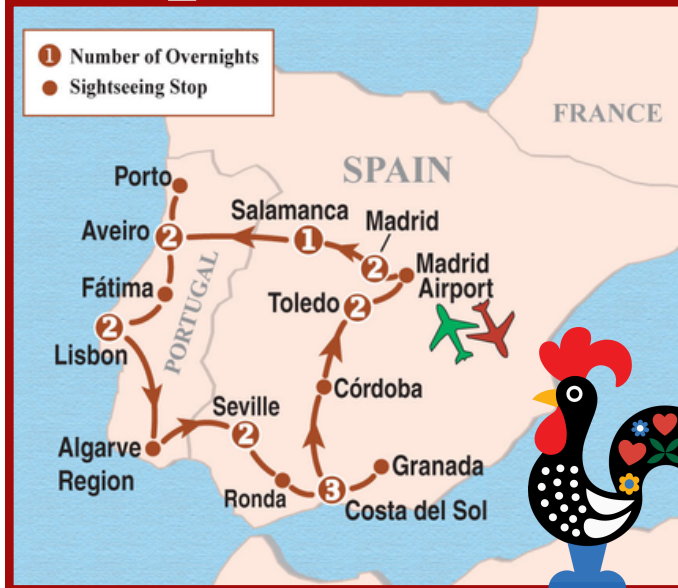 1 Number of Overnights
Sightseeing Stop
FRANCE
SPAIN
Porto
Salamanca
Madrid
Aveiro
2
1
2
Madrid
Airport
Fátima
Toledo
2
PORTUGAL
2
Lisbon
Córdoba
Seville
2
Algarve
Region
Granada
Ronda
3
Costa del Sol